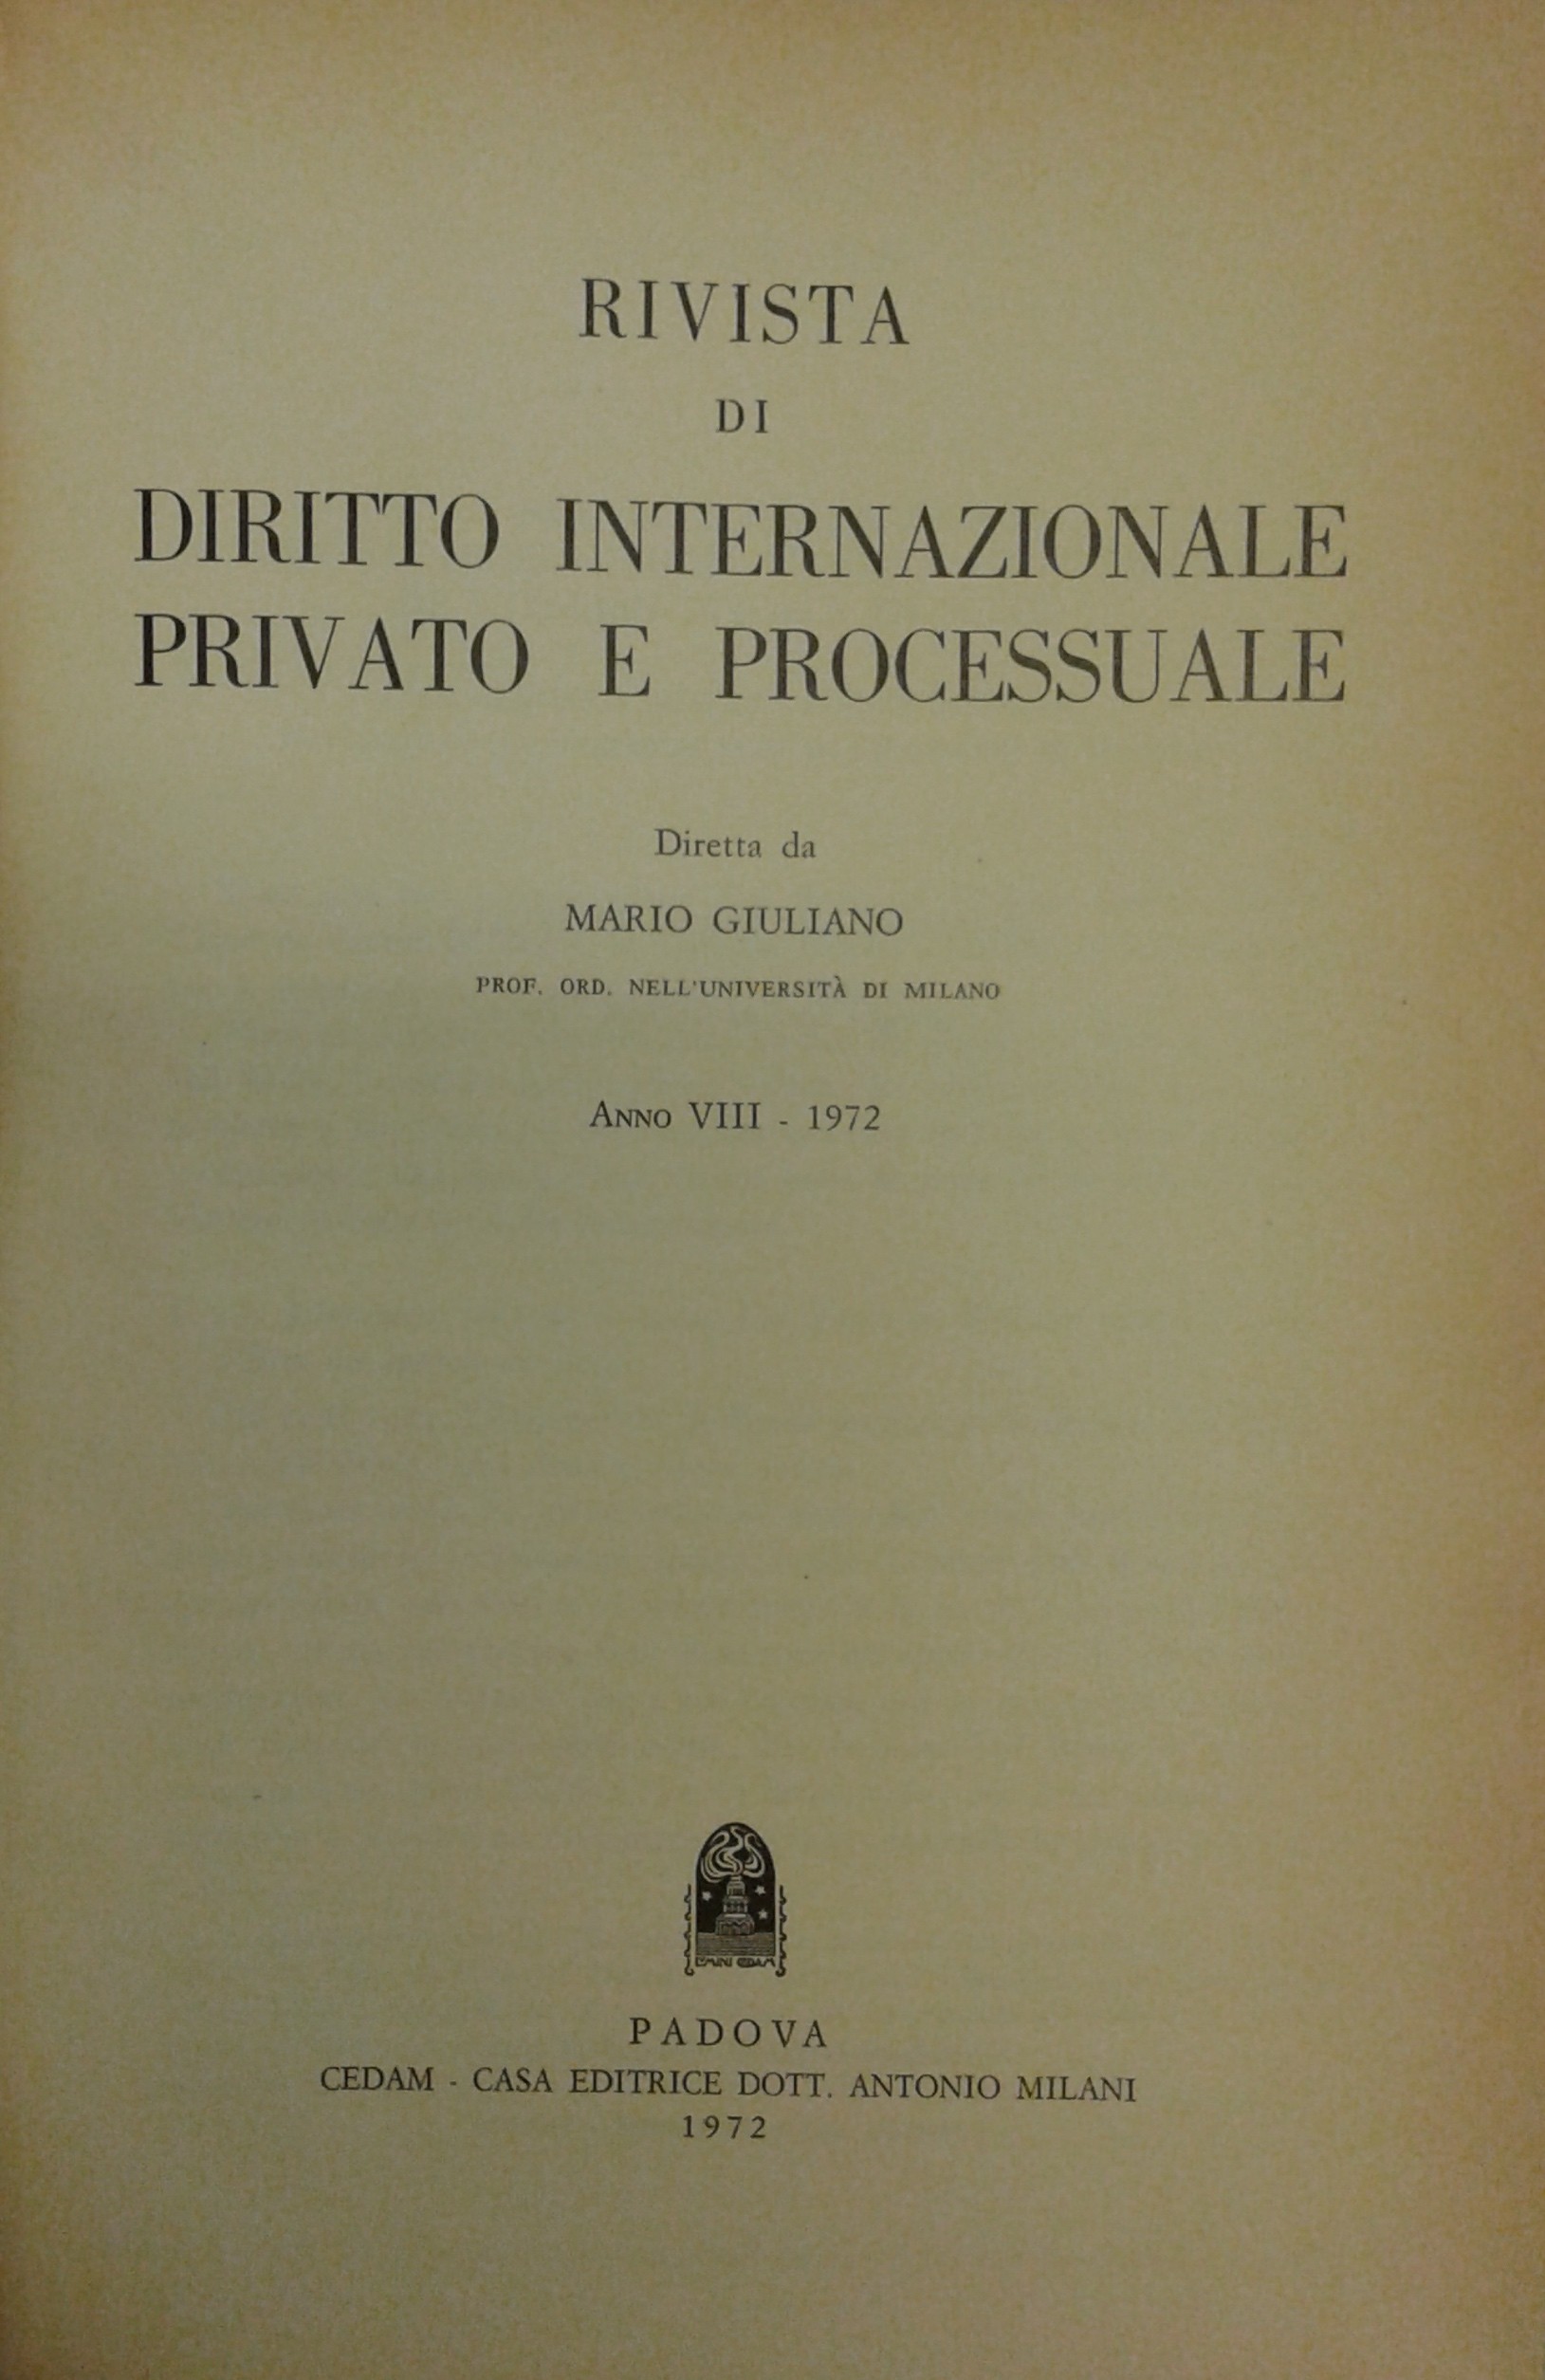 RIVISTA
DI
DIRITTO INTERNAZIONALE
PRIVATO E PROCESSUALE
Diretta da
MARIO GIULIANO
PROF. ORD. NELL'UNIVERSITÀ DI MILANO
ANNO VIII - 1972
CEDAM
PADOVA
CEDAM - CASA EDITRICE DOTT. ANTONIO MILANI
1972